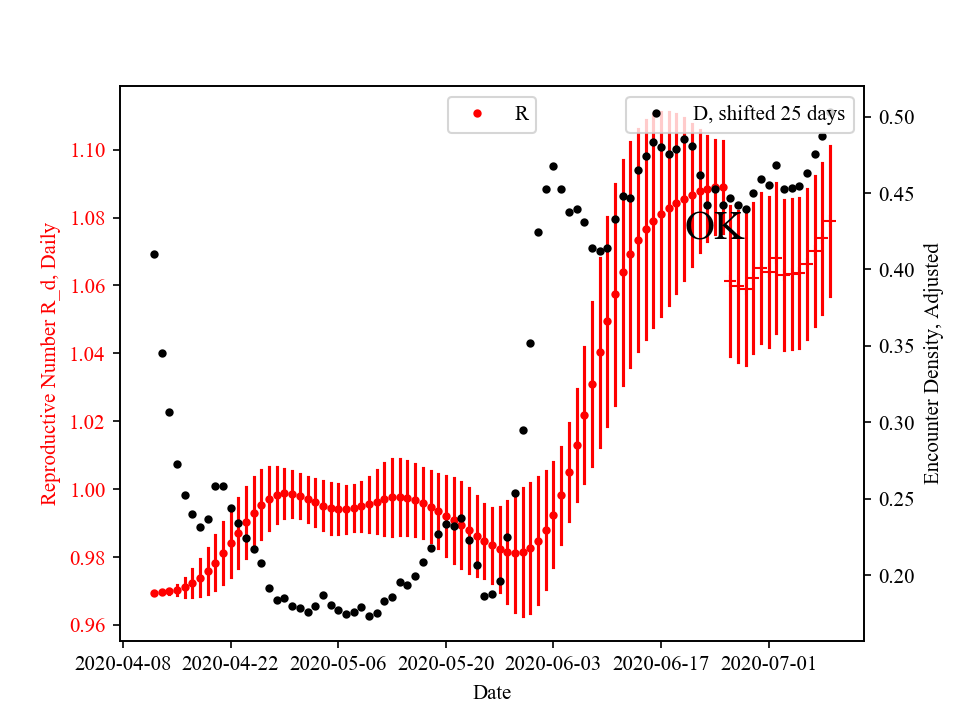 R
D, shifted 25 days
OK
Reproductive Number R_d, Daily
1.10
1.08
1.06
1.04
1.02
1.00
0.98
0.96
0.50
0.45
0.40
0.35
0.30
0.25
0.20
Encounter Density, Adjusted
2020-04-08 2020-04-22 2020-05-06 2020-05-20 2020-06-03 2020-06-17 2020-07-01
Date